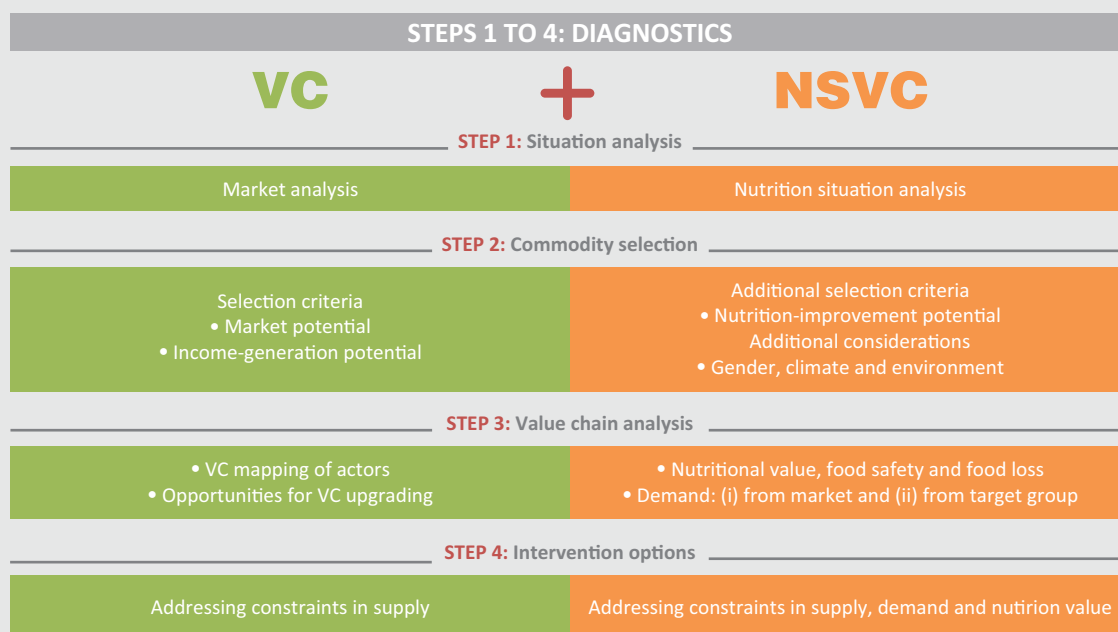 STEPS 1 TO 4: DIAGNOSTICS
VC + NSVC
STEP 1: Situation analysis
Market analysis
Nutrition situation analysis
STEP 2: Commodity selection
Selection criteria
• Market potential
• Income-generation potential
Additional selection criteria
• Nutrition-improvement potential
Additional considerations
• Gender, climate and environment
STEP 3: Value chain analysis
• VC mapping of actors
• Opportunities for VC upgrading
• Nutritional value, food safety and food loss
• Demand: (i) from market and (ii) from target group
STEP 4: Intervention options
Addressing constraints in supply
Addressing constraints in supply, demand and nutirion value